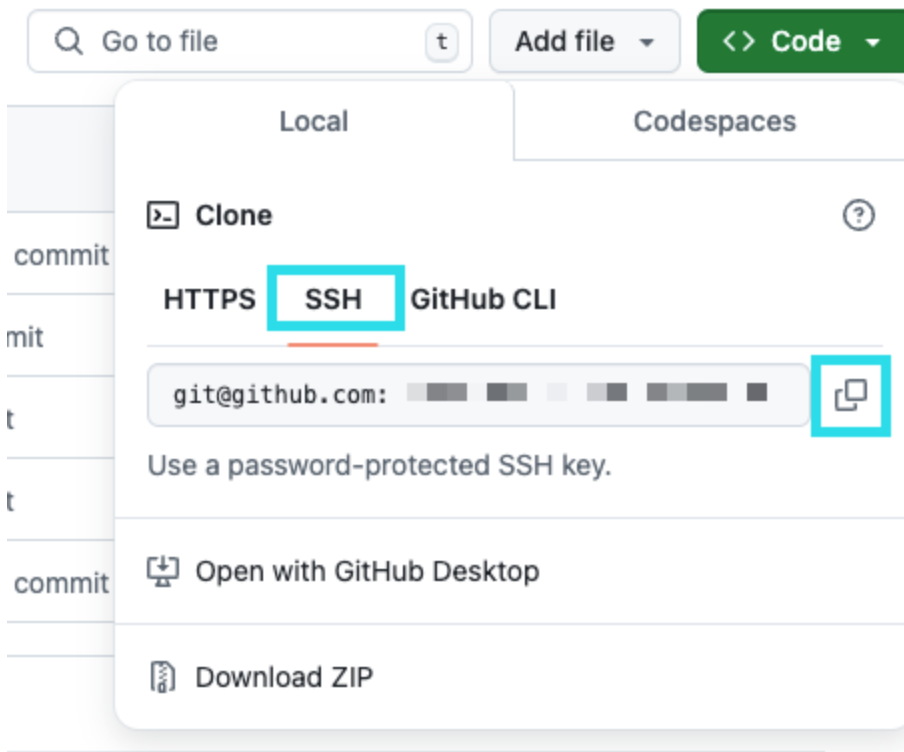 Go to file t Add file <> Code
Local Codespaces
Clone
commit
HTTPS SSH GitHub CLI
mit
git@github.com:
t
Use a password-protected SSH key.
t
Open with GitHub Desktop
commit
Download ZIP